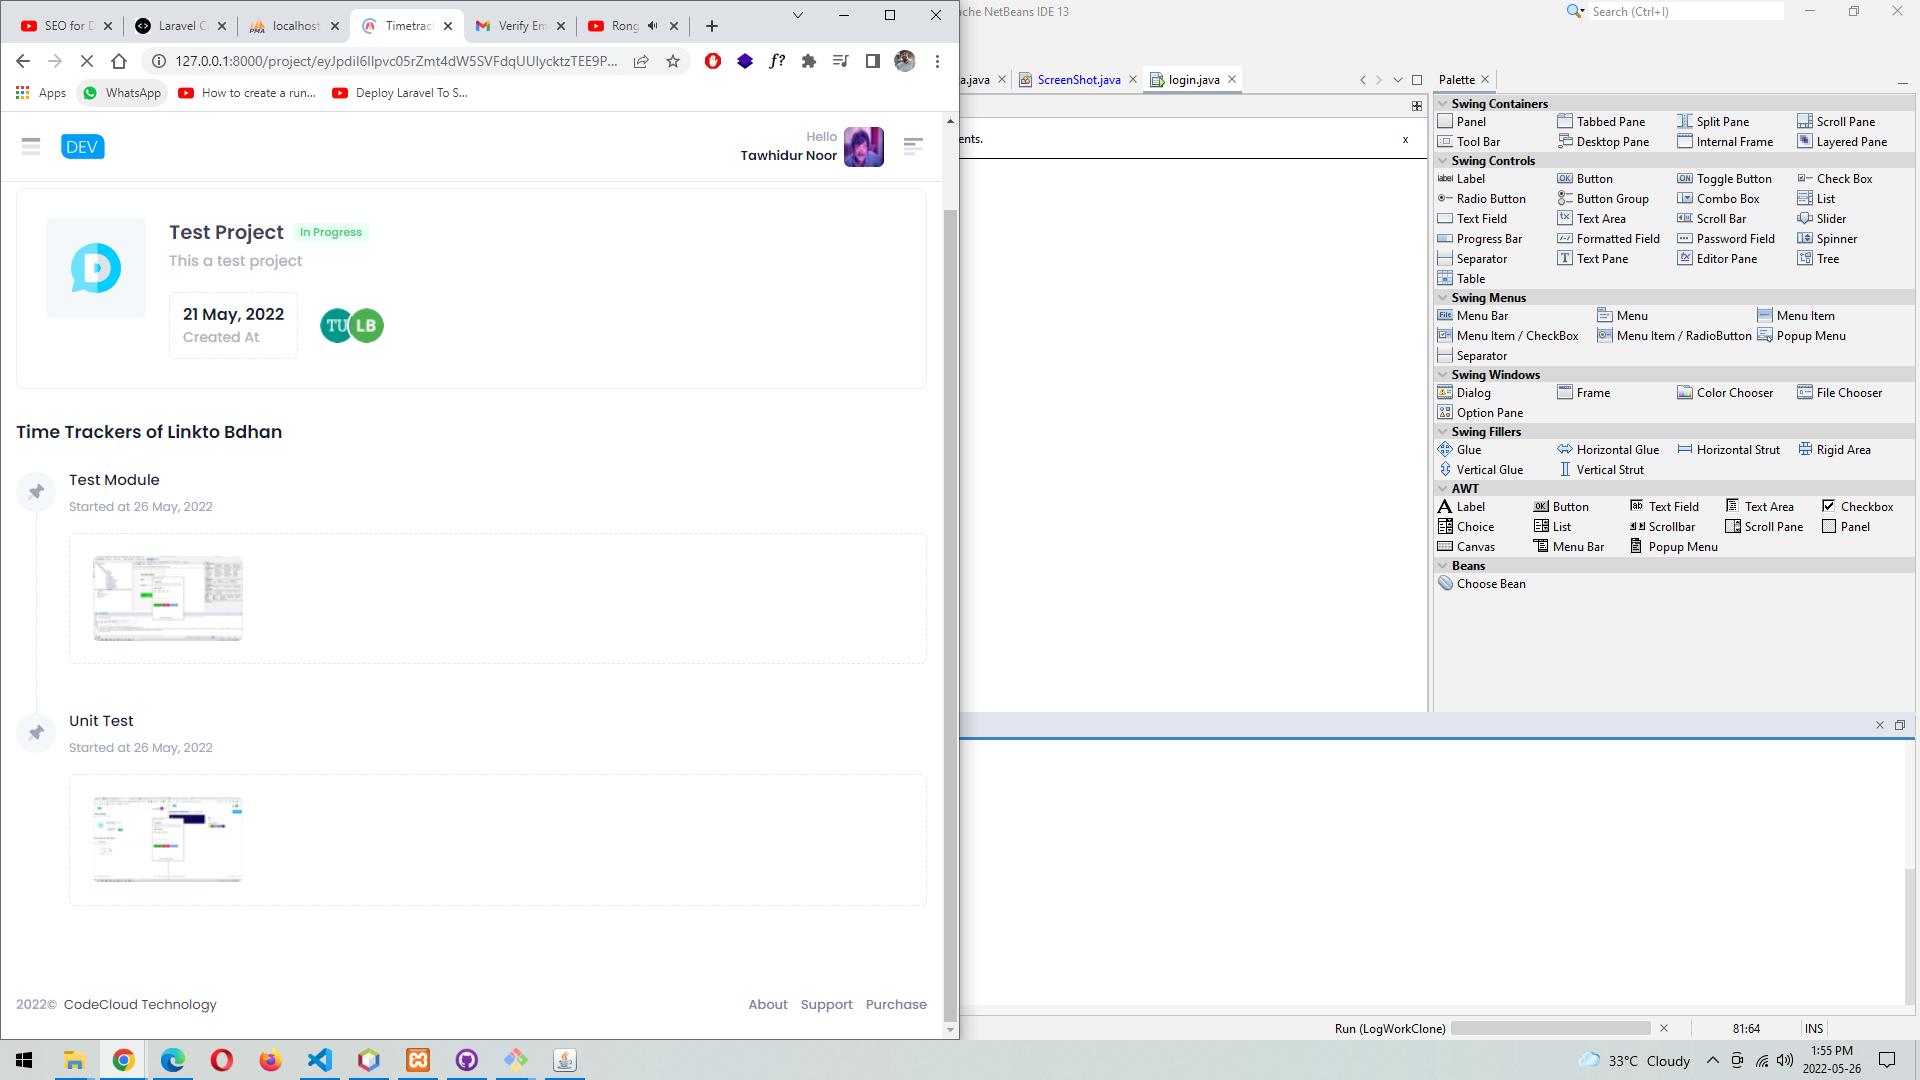 SEO for D
Laravel C
localhost
Timetrack
Verify Em
Rong
127.0.0.1:8000/project/eyJpdiI6IlIpvc05rZmt4dW5SVFdqUUlycktzTEE9P...
Apps
WhatsApp
How to create a run...
Deploy Laravel To S...
DEV
Hello
Tawhidur Noor
Test Project
In Progress
This a test project
21 May, 2022
Created At
TU
LB
Time Trackers of Linkto Bdhan
Test Module
Started at 26 May, 2022
Unit Test
Started at 26 May, 2022
2022© CodeCloud Technology
About Support Purchase
ache NetBeans IDE 13
Search (Ctrl+I)
a.java
ScreenShot.java
login.java
ents.
x
Palette
Swing Containers
Panel Tabbed Pane Split Pane Scroll Pane
Tool Bar Desktop Pane Internal Frame Layered Pane
Swing Controls
Label Button Toggle Button Check Box
Radio Button Button Group Combo Box List
Text Field Text Area Scroll Bar Slider
Progress Bar Formatted Field Password Field Spinner
Separator Text Pane Editor Pane Tree
Table
Swing Menus
Menu Bar Menu Menu Item
Menu Item / CheckBox Menu Item / RadioButton Popup Menu
Separator
Swing Windows
Dialog Frame Color Chooser File Chooser
Option Pane
Swing Fillers
Glue Horizontal Glue Horizontal Strut Rigid Area
Vertical Glue Vertical Strut
AWT
Label Button Text Field Text Area Checkbox
Choice List Scrollbar Scroll Pane Panel
Canvas Menu Bar Popup Menu
Beans
Choose Bean
Run (LogWorkClone)
81:64
INS
33°C Cloudy
1:55 PM
2022-05-26